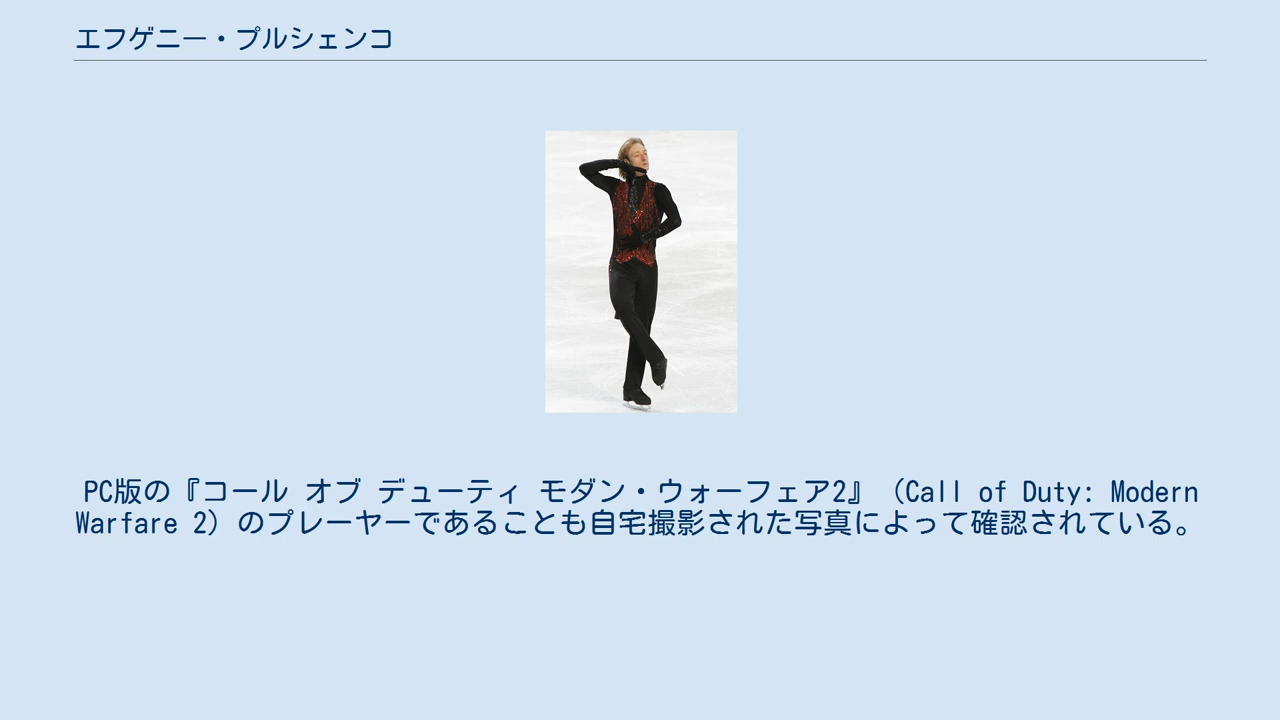 エフゲニー・プルシェンコ
PC版の『コール オブ デューティ モダン・ウォーフェア2』（Call of Duty: Modern
Warfare 2）のプレーヤーであることも自宅撮影された写真によって確認されている。